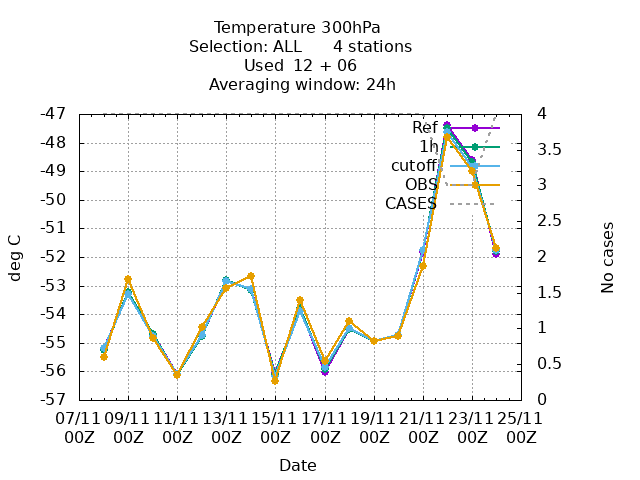 Temperature 300hPa
Selection: ALL 4 stations
Used 12 + 06
Averaging window: 24h
deg C
-47
-48
-49
-50
-51
-52
-53
-54
-55
-56
-57
Ref
1h
cutoff
OBS
CASES
4
3.5
3
2.5
2
1.5
1
0.5
0
No cases
07/11 09/11 11/11 13/11 15/11 17/11 19/11 21/11 23/11 25/11
00Z 00Z 00Z 00Z 00Z 00Z 00Z 00Z 00Z 00Z
Date